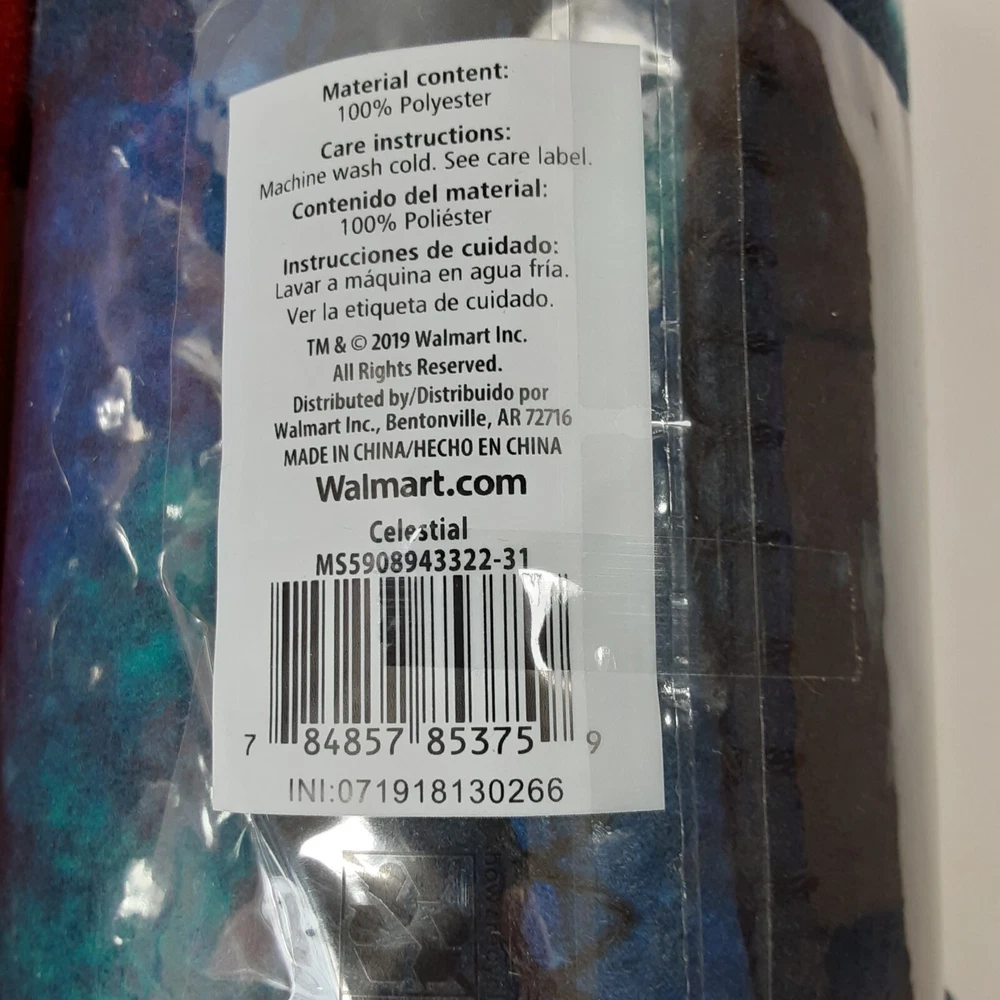 Material content:
100% Polyester
Care instructions:
Machine wash cold. See care label.
Contenido del material:
100% Poliéster
Instrucciones de cuidado:
Lavar a máquina en agua fría.
Ver la etiqueta de cuidado.
TM & © 2019 Walmart Inc.
All Rights Reserved.
Distributed by/Distribuido por
Walmart Inc., Bentonville, AR 72716
MADE IN CHINA/HECHO EN CHINA
Walmart.com
Celestial
MS5908943322-31
7 84857 85375 9
INI:071918130266